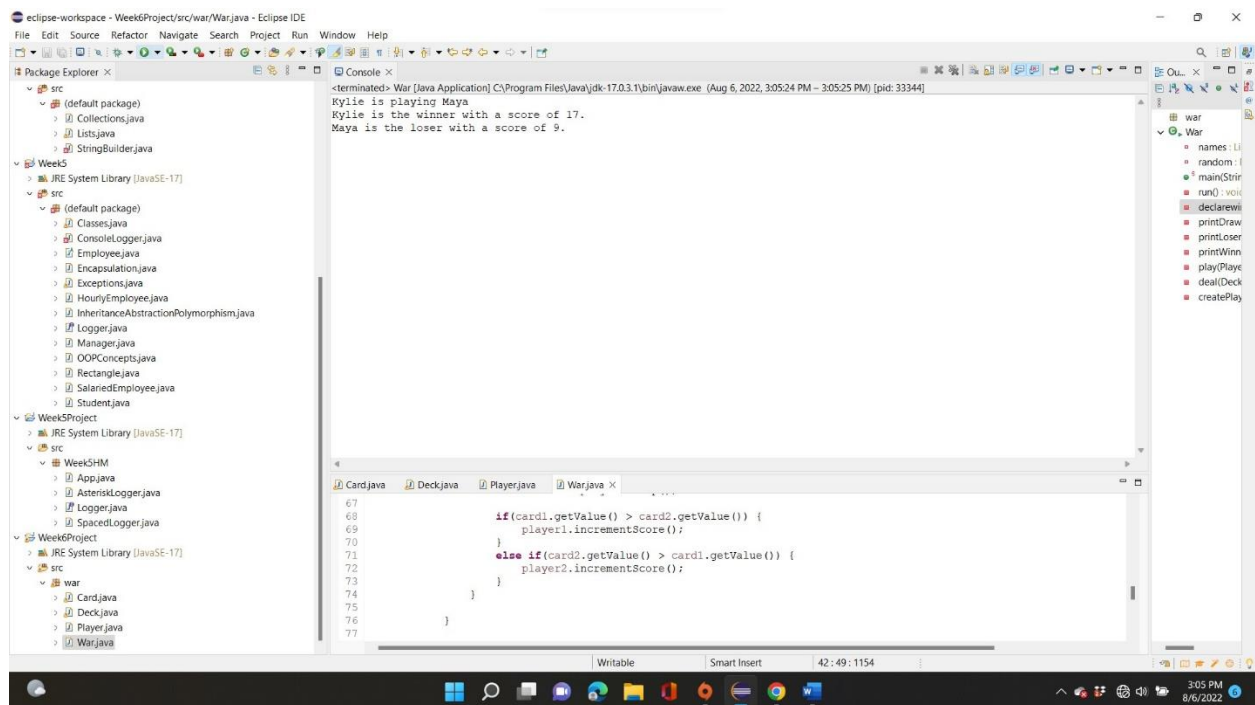 eclipse-workspace - Week6Project/src/war/War.java - Eclipse IDE
File Edit Source Refactor Navigate Search Project Run Window Help
Package Explorer
src
(default package)
Collections.java
Lists.java
StringBuilder.java
Week5
JRE System Library [JavaSE-17]
src
(default package)
Classes.java
ConsoleLogger.java
Employee.java
Encapsulation.java
Exceptions.java
HourlyEmployee.java
InheritanceAbstractionPolymorphism.java
Logger.java
Manager.java
OOPConcepts.java
Rectangle.java
SalariedEmployee.java
Student.java
Week5Project
JRE System Library [JavaSE-17]
src
Week5HM
App.java
AsteriskLogger.java
Logger.java
SpacedLogger.java
Week6Project
JRE System Library [JavaSE-17]
src
war
Card.java
Deck.java
Player.java
War.java
Console
<terminated> War [Java Application] C:\Program Files\Java\jdk-17.0.3.1\bin\javaw.exe (Aug 6, 2022, 3:05:24 PM – 3:05:25 PM) [pid: 33344]
Kylie is playing Maya
Kylie is the winner with a score of 17.
Maya is the loser with a score of 9.
Card.java Deck.java Player.java War.java
67
68 if(card1.getValue() > card2.getValue()) {
69 player1.incrementScore();
70 }
71 else if(card2.getValue() > card1.getValue()) {
72 player2.incrementScore();
73 }
74 }
75
76 }
77
Ou...
war
War
names : Li
random :
main(Strin
run() : void
declarewi
printDraw
printLoser
printWinn
play(Playe
deal(Deck
createPlay
Writable Smart Insert 42 : 49 : 1154
3:05 PM
8/6/2022
6